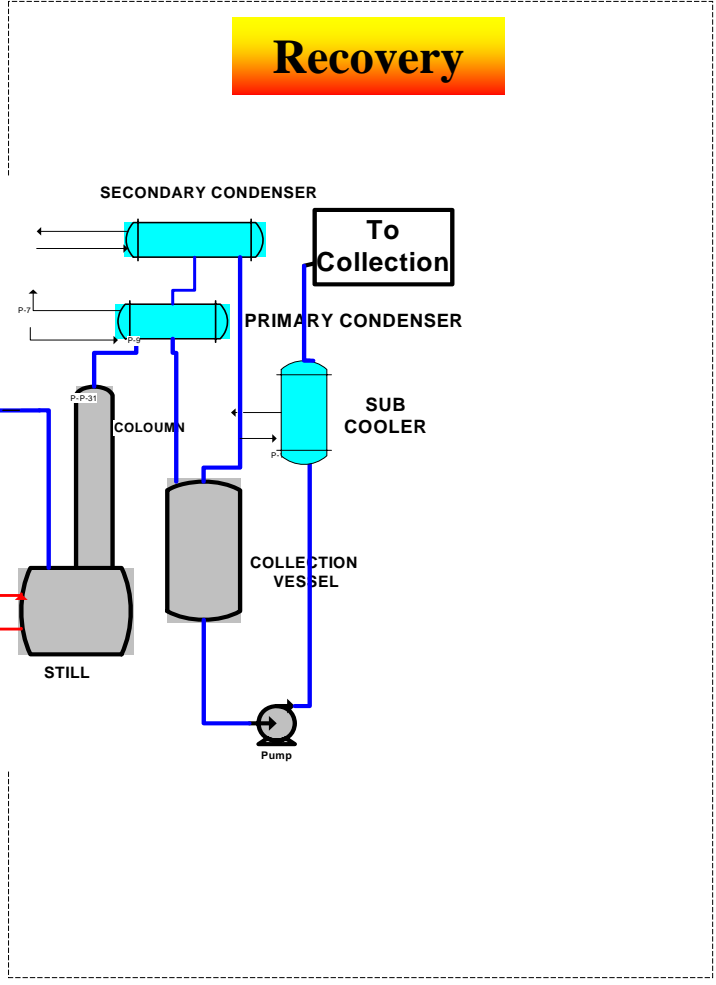 Recovery
SECONDARY CONDENSER
To
Collection
P-7
PRIMARY CONDENSER
P-9
P-P-31
COLOUMN
SUB
COOLER
P-
COLLECTION
VESSEL
STILL
Pump